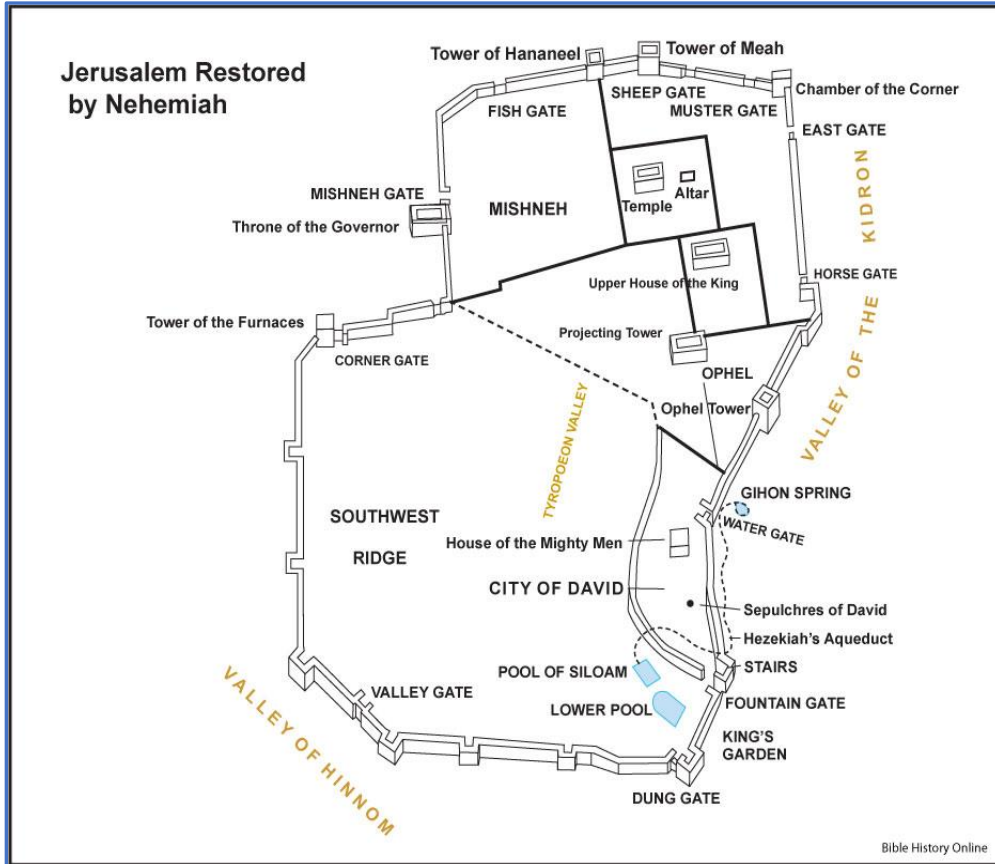 Jerusalem Restored
by Nehemiah
Tower of Hananeel
Tower of Meah
SHEEP GATE
Chamber of the Corner
FISH GATE
MUSTER GATE
EAST GATE
MISHNEH GATE
MISHNEH
Temple
Altar
Throne of the Governor
VALLEY OF THE KIDRON
HORSE GATE
Upper House of the King
Tower of the Furnaces
Projecting Tower
CORNER GATE
OPHEL
Ophel Tower
TYROPOEON VALLEY
GIHON SPRING
WATER GATE
SOUTHWEST
RIDGE
House of the Mighty Men
CITY OF DAVID
Sepulchres of David
Hezekiah's Aqueduct
STAIRS
POOL OF SILOAM
VALLEY GATE
FOUNTAIN GATE
LOWER POOL
KING'S
GARDEN
VALLEY OF HINNOM
DUNG GATE
Bible History Online